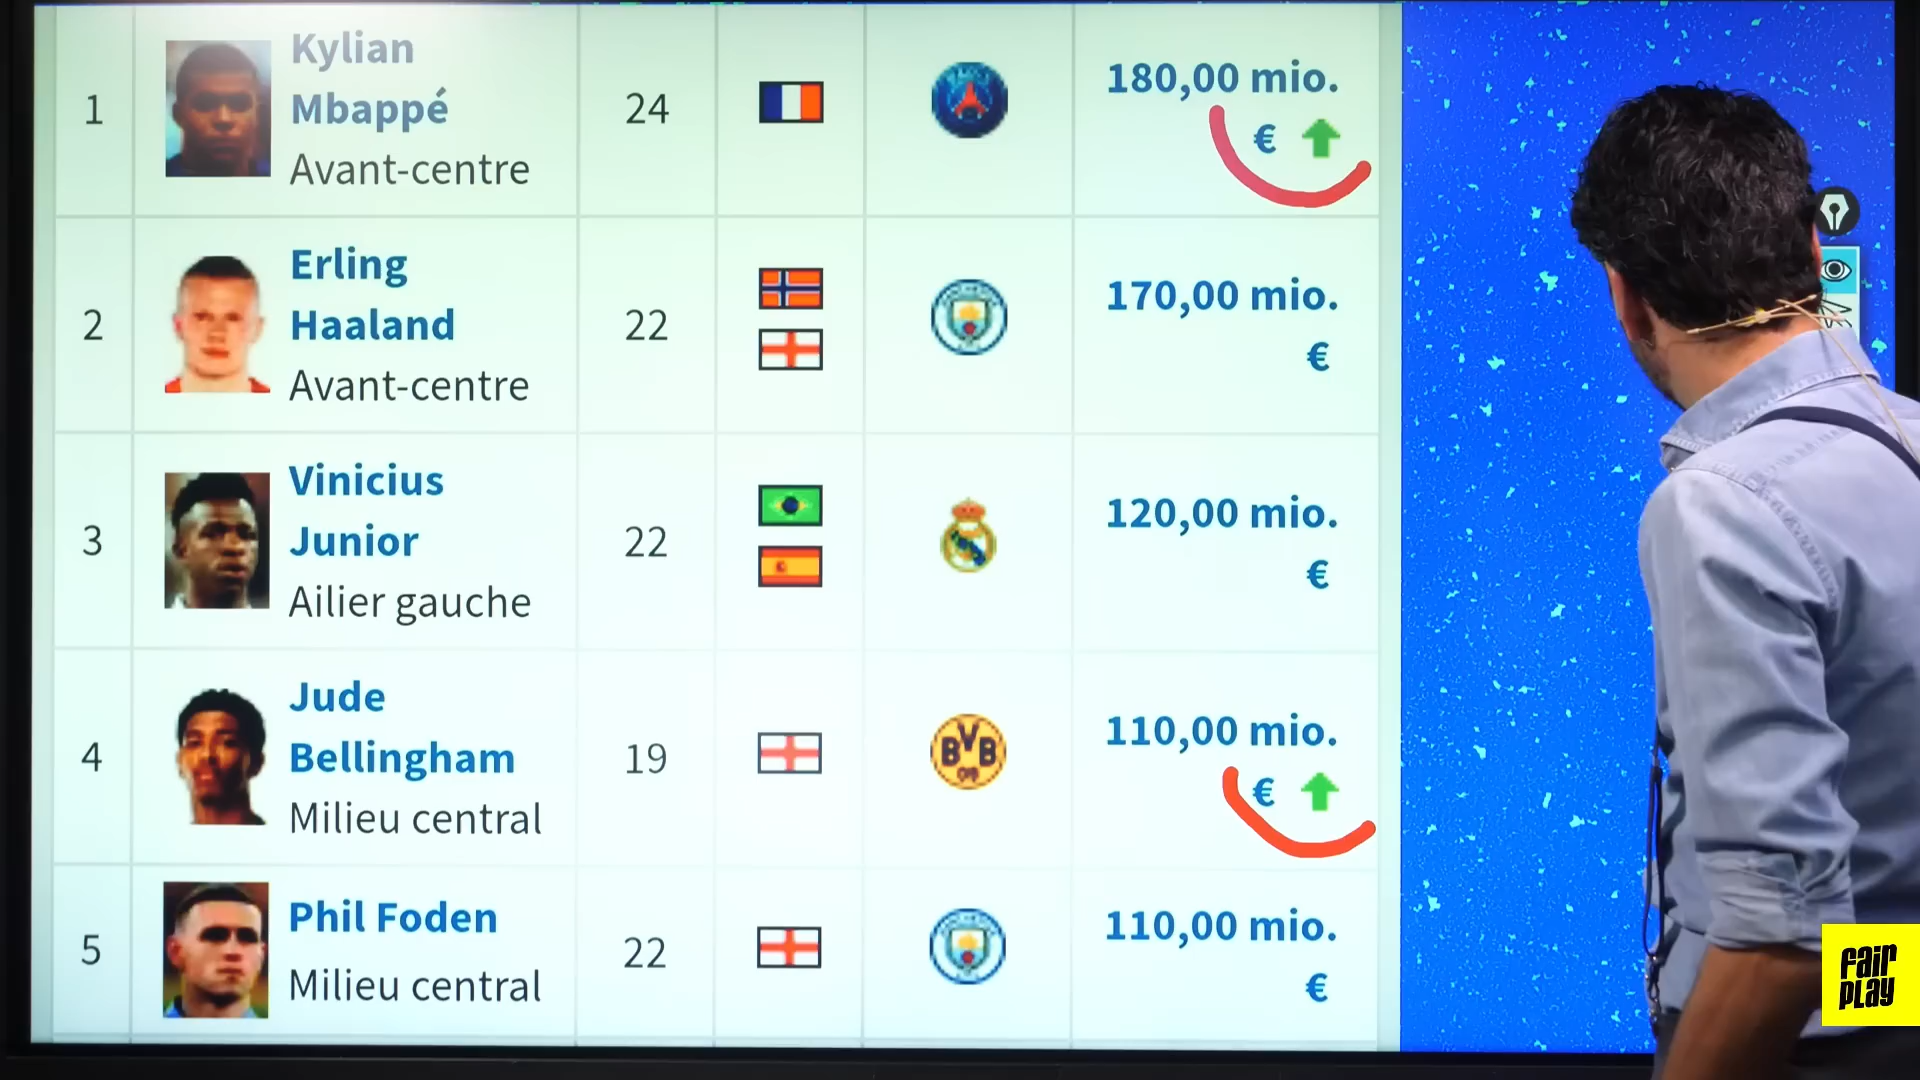 1
Kylian
Mbappé
Avant-centre
24
180,00 mio.
€
2
Erling
Haaland
Avant-centre
22
170,00 mio.
€
3
Vinicius
Junior
Ailier gauche
22
120,00 mio.
€
4
Jude
Bellingham
Milieu central
19
BVB
09
110,00 mio.
€
5
Phil Foden
Milieu central
22
110,00 mio.
€
fair
PLAY